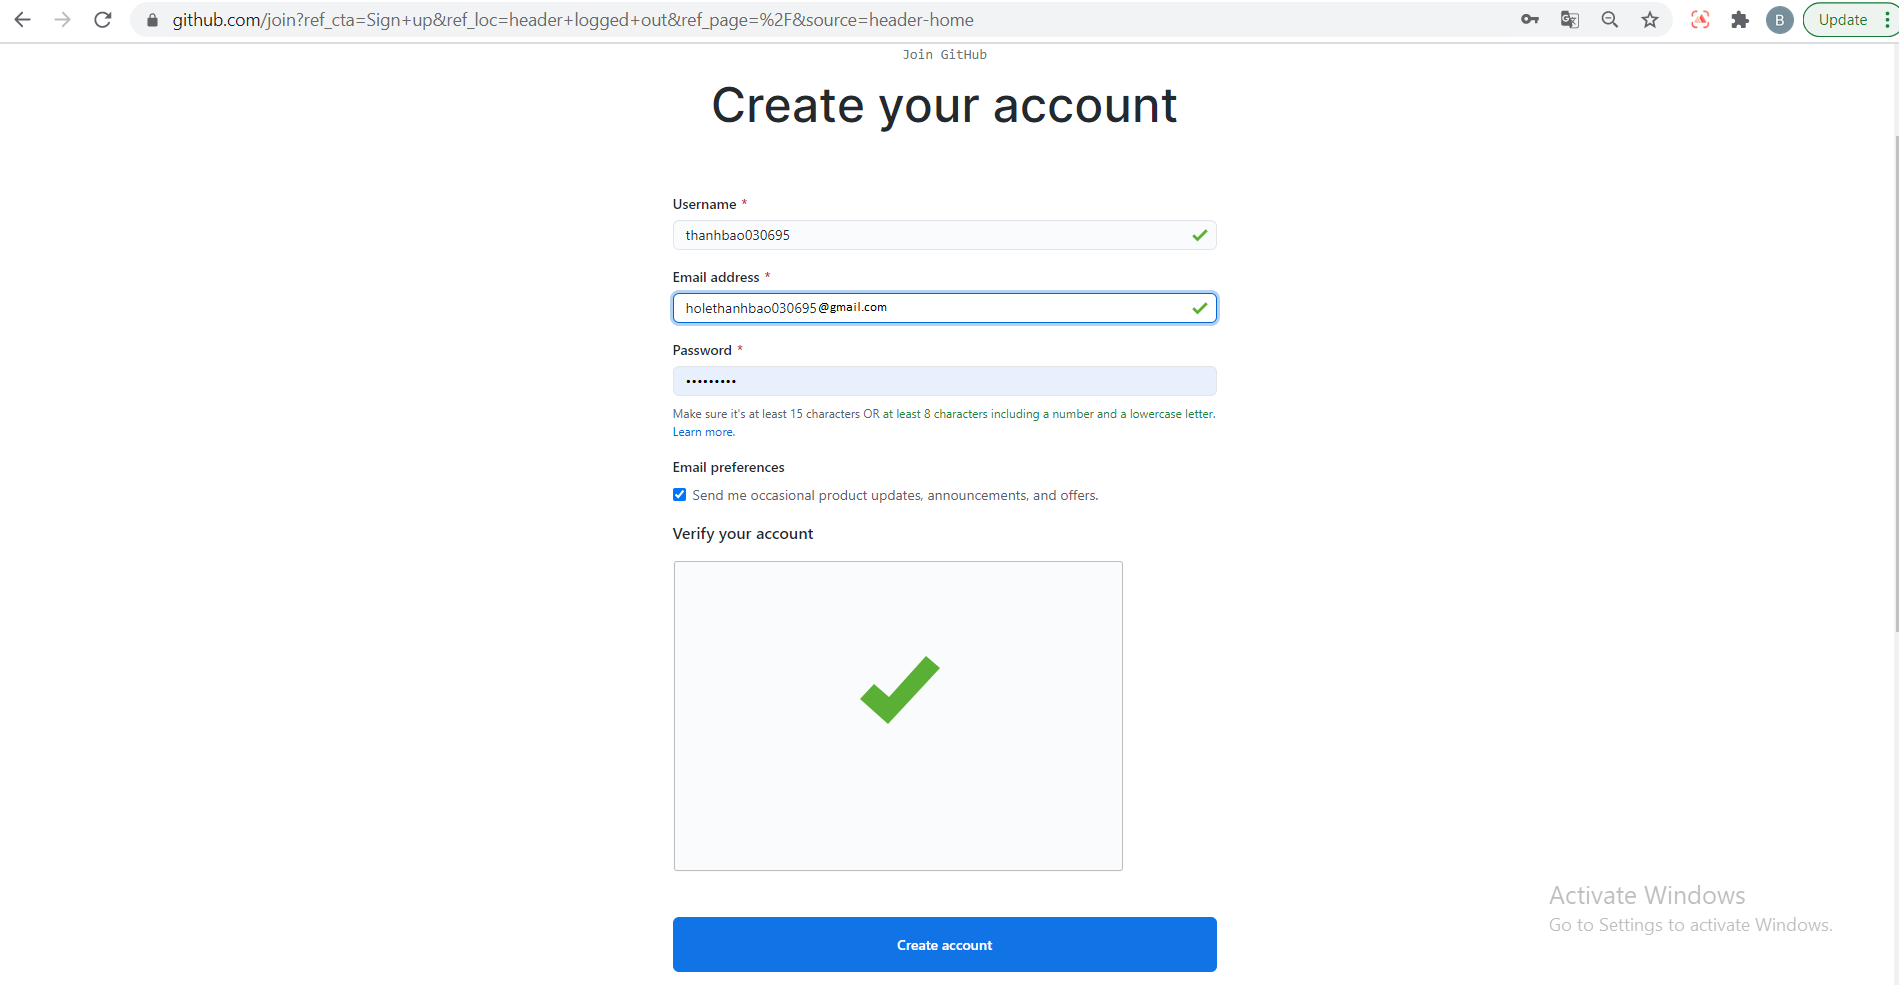 github.com/join?ref_cta=Sign+up&ref_loc=header+logged+out&ref_page=%2F&source=header-home
B
Update
Join GitHub
Create your account
Username *
thanhbao030695
Email address *
holethanhbao030695@gmail.com
Password *
•••••••••
Make sure it's at least 15 characters OR at least 8 characters including a number and a lowercase letter.
Learn more.
Email preferences
Send me occasional product updates, announcements, and offers.
Verify your account
Create account
Activate Windows
Go to Settings to activate Windows.